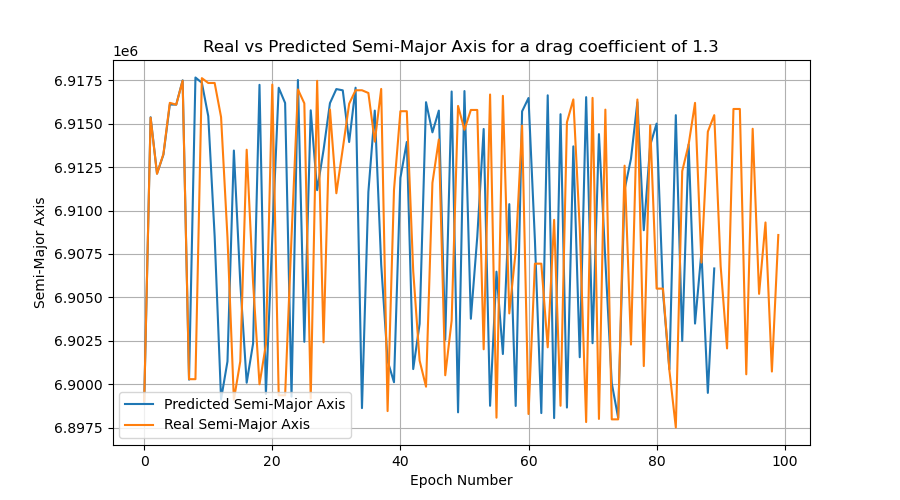 Real vs Predicted Semi-Major Axis for a drag coefficient of 1.3
1e6
6.9175
6.9150
6.9125
6.9100
6.9075
6.9050
6.9025
6.9000
6.8975
Semi-Major Axis
Predicted Semi-Major Axis
Real Semi-Major Axis
0 20 40 60 80 100
Epoch Number